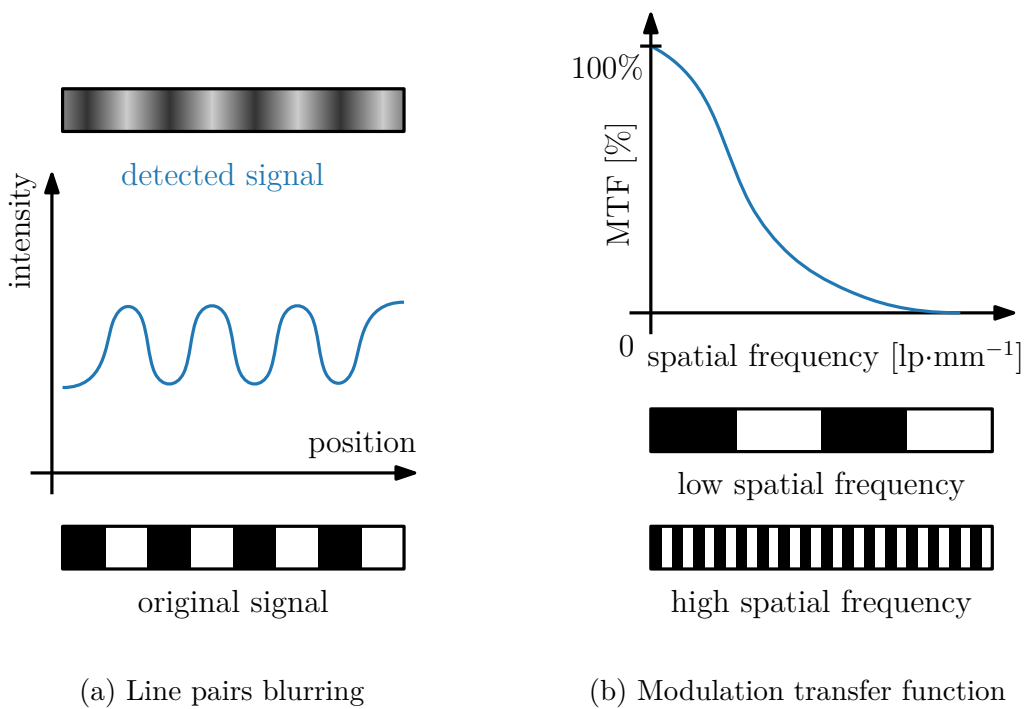 detected signal
intensity
position
original signal
(a) Line pairs blurring
100%
MTF [%]
0
spatial frequency [lp·mm⁻¹]
low spatial frequency
high spatial frequency
(b) Modulation transfer function